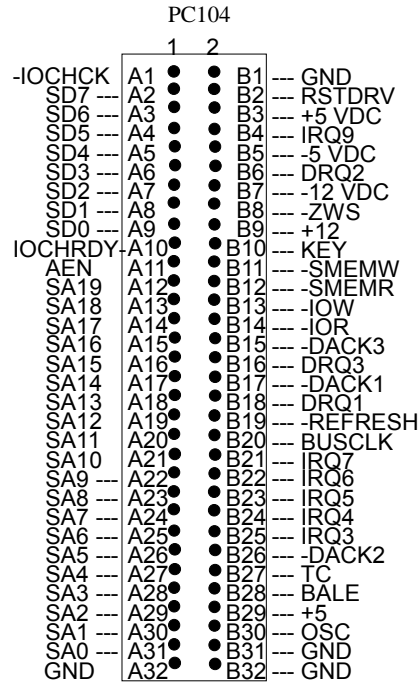 PC104
1 2
-IOCHCK A1 B1 --- GND
SD7 --- A2 B2 --- RSTDRV
SD6 --- A3 B3 --- +5 VDC
SD5 --- A4 B4 --- IRQ9
SD4 --- A5 B5 --- -5 VDC
SD3 --- A6 B6 --- DRQ2
SD2 --- A7 B7 --- -12 VDC
SD1 --- A8 B8 --- -ZWS
SD0 --- A9 B9 --- +12
IOCHRDY-A10 B10 --- KEY
AEN A11 B11 --- -SMEMW
SA19 A12 B12 --- -SMEMR
SA18 A13 B13 --- -IOW
SA17 A14 B14 --- -IOR
SA16 A15 B15 --- -DACK3
SA15 A16 B16 --- DRQ3
SA14 A17 B17 --- -DACK1
SA13 A18 B18 --- DRQ1
SA12 A19 B19 --- -REFRESH
SA11 A20 B20 --- BUSCLK
SA10 A21 B21 --- IRQ7
SA9 --- A22 B22 --- IRQ6
SA8 --- A23 B23 --- IRQ5
SA7 --- A24 B24 --- IRQ4
SA6 --- A25 B25 --- IRQ3
SA5 --- A26 B26 --- -DACK2
SA4 --- A27 B27 --- TC
SA3 --- A28 B28 --- BALE
SA2 --- A29 B29 --- +5
SA1 --- A30 B30 --- OSC
SA0 --- A31 B31 --- GND
GND A32 B32 --- GND